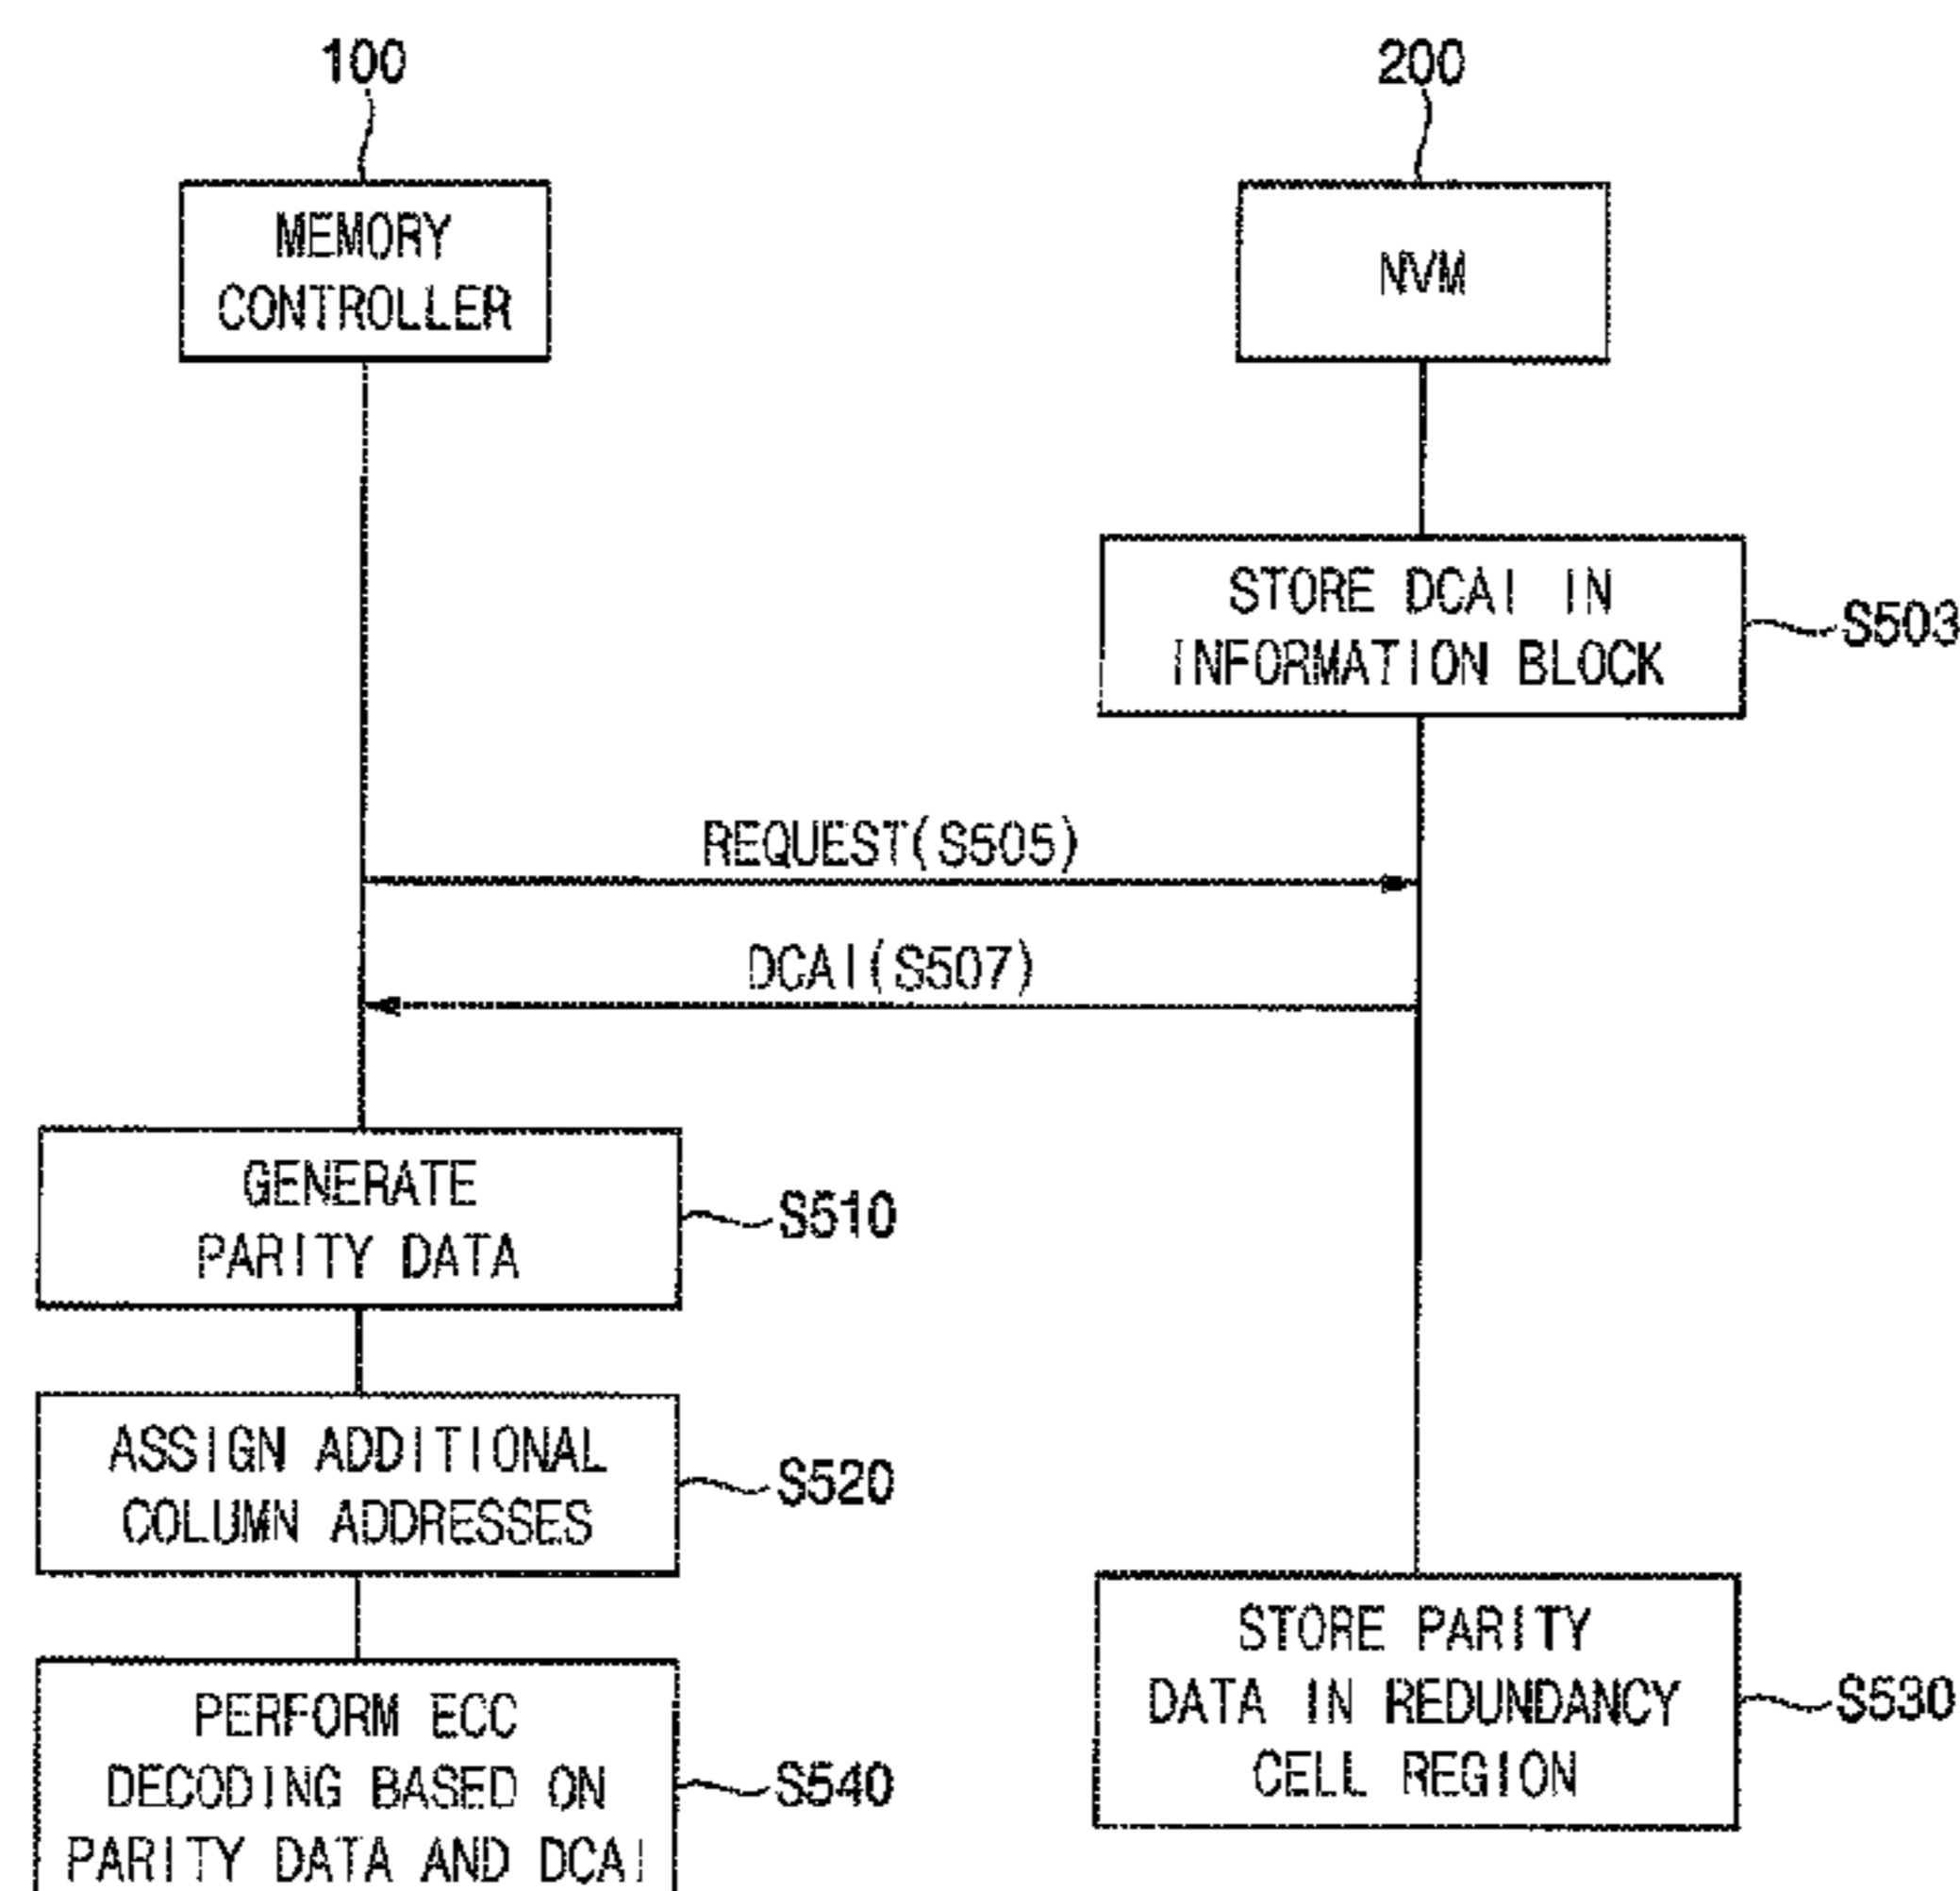 100
200
MEMORY
CONTROLLER
NVM
STORE DCAI IN
INFORMATION BLOCK
S503
REQUEST(S505)
DCAI(S507)
GENERATE
PARITY DATA
S510
ASSIGN ADDITIONAL
COLUMN ADDRESSES
S520
STORE PARITY
DATA IN REDUNDANCY
CELL REGION
S530
PERFORM ECC
DECODING BASED ON
PARITY DATA AND DCAI
S540